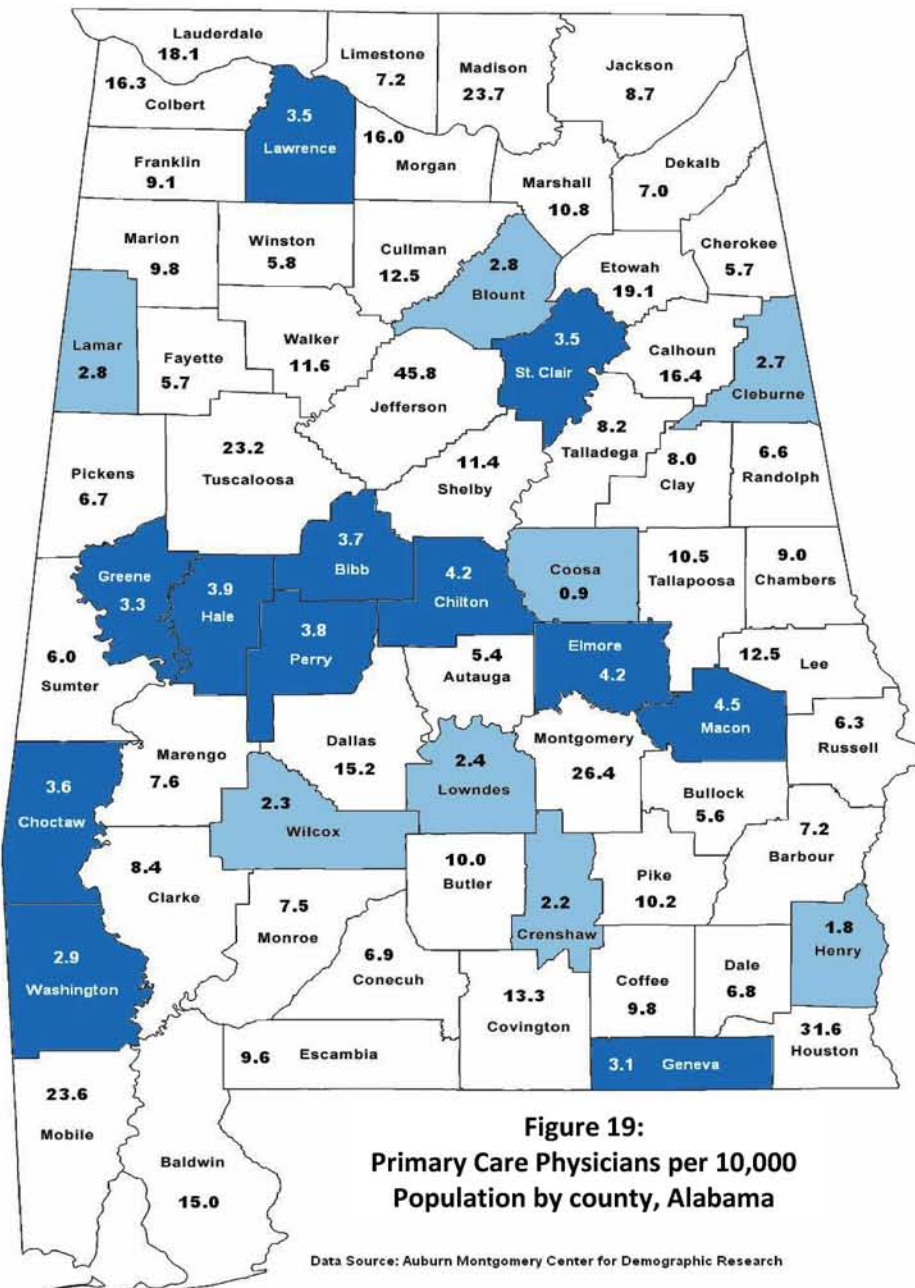 Lauderdale
18.1
Limestone
7.2
Madison
23.7
Jackson
8.7
16.3
Colbert
3.5
Lawrence
16.0
Morgan
Franklin
9.1
Marshall
10.8
Dekalb
7.0
Marion
9.8
Winston
5.8
Cullman
12.5
2.8
Blount
Etowah
19.1
Cherokee
5.7
Lamar
2.8
Fayette
5.7
Walker
11.6
45.8
Jefferson
3.5
St. Clair
Calhoun
16.4
2.7
Cleburne
Pickens
6.7
23.2
Tuscaloosa
11.4
Shelby
8.2
Talladega
8.0
Clay
6.6
Randolph
Greene
3.3
3.9
Hale
3.7
Bibb
4.2
Chilton
Coosa
0.9
10.5
Tallapoosa
9.0
Chambers
6.0
Sumter
3.8
Perry
5.4
Autauga
Elmore
4.2
12.5 Lee
4.5
Macon
6.3
Russell
3.6
Choctaw
Marengo
7.6
Dallas
15.2
2.4
Lowndes
Montgomery
26.4
Bullock
5.6
2.3
Wilcox
7.2
Barbour
8.4
Clarke
10.0
Butler
2.2
Crenshaw
Pike
10.2
1.8
Henry
2.9
Washington
7.5
Monroe
6.9
Conecuh
13.3
Covington
Coffee
9.8
Dale
6.8
31.6
Houston
9.6 Escambia
3.1 Geneva
23.6
Mobile
Baldwin
15.0
Figure 19:
Primary Care Physicians per 10,000
Population by county, Alabama
Data Source: Auburn Montgomery Center for Demographic Research